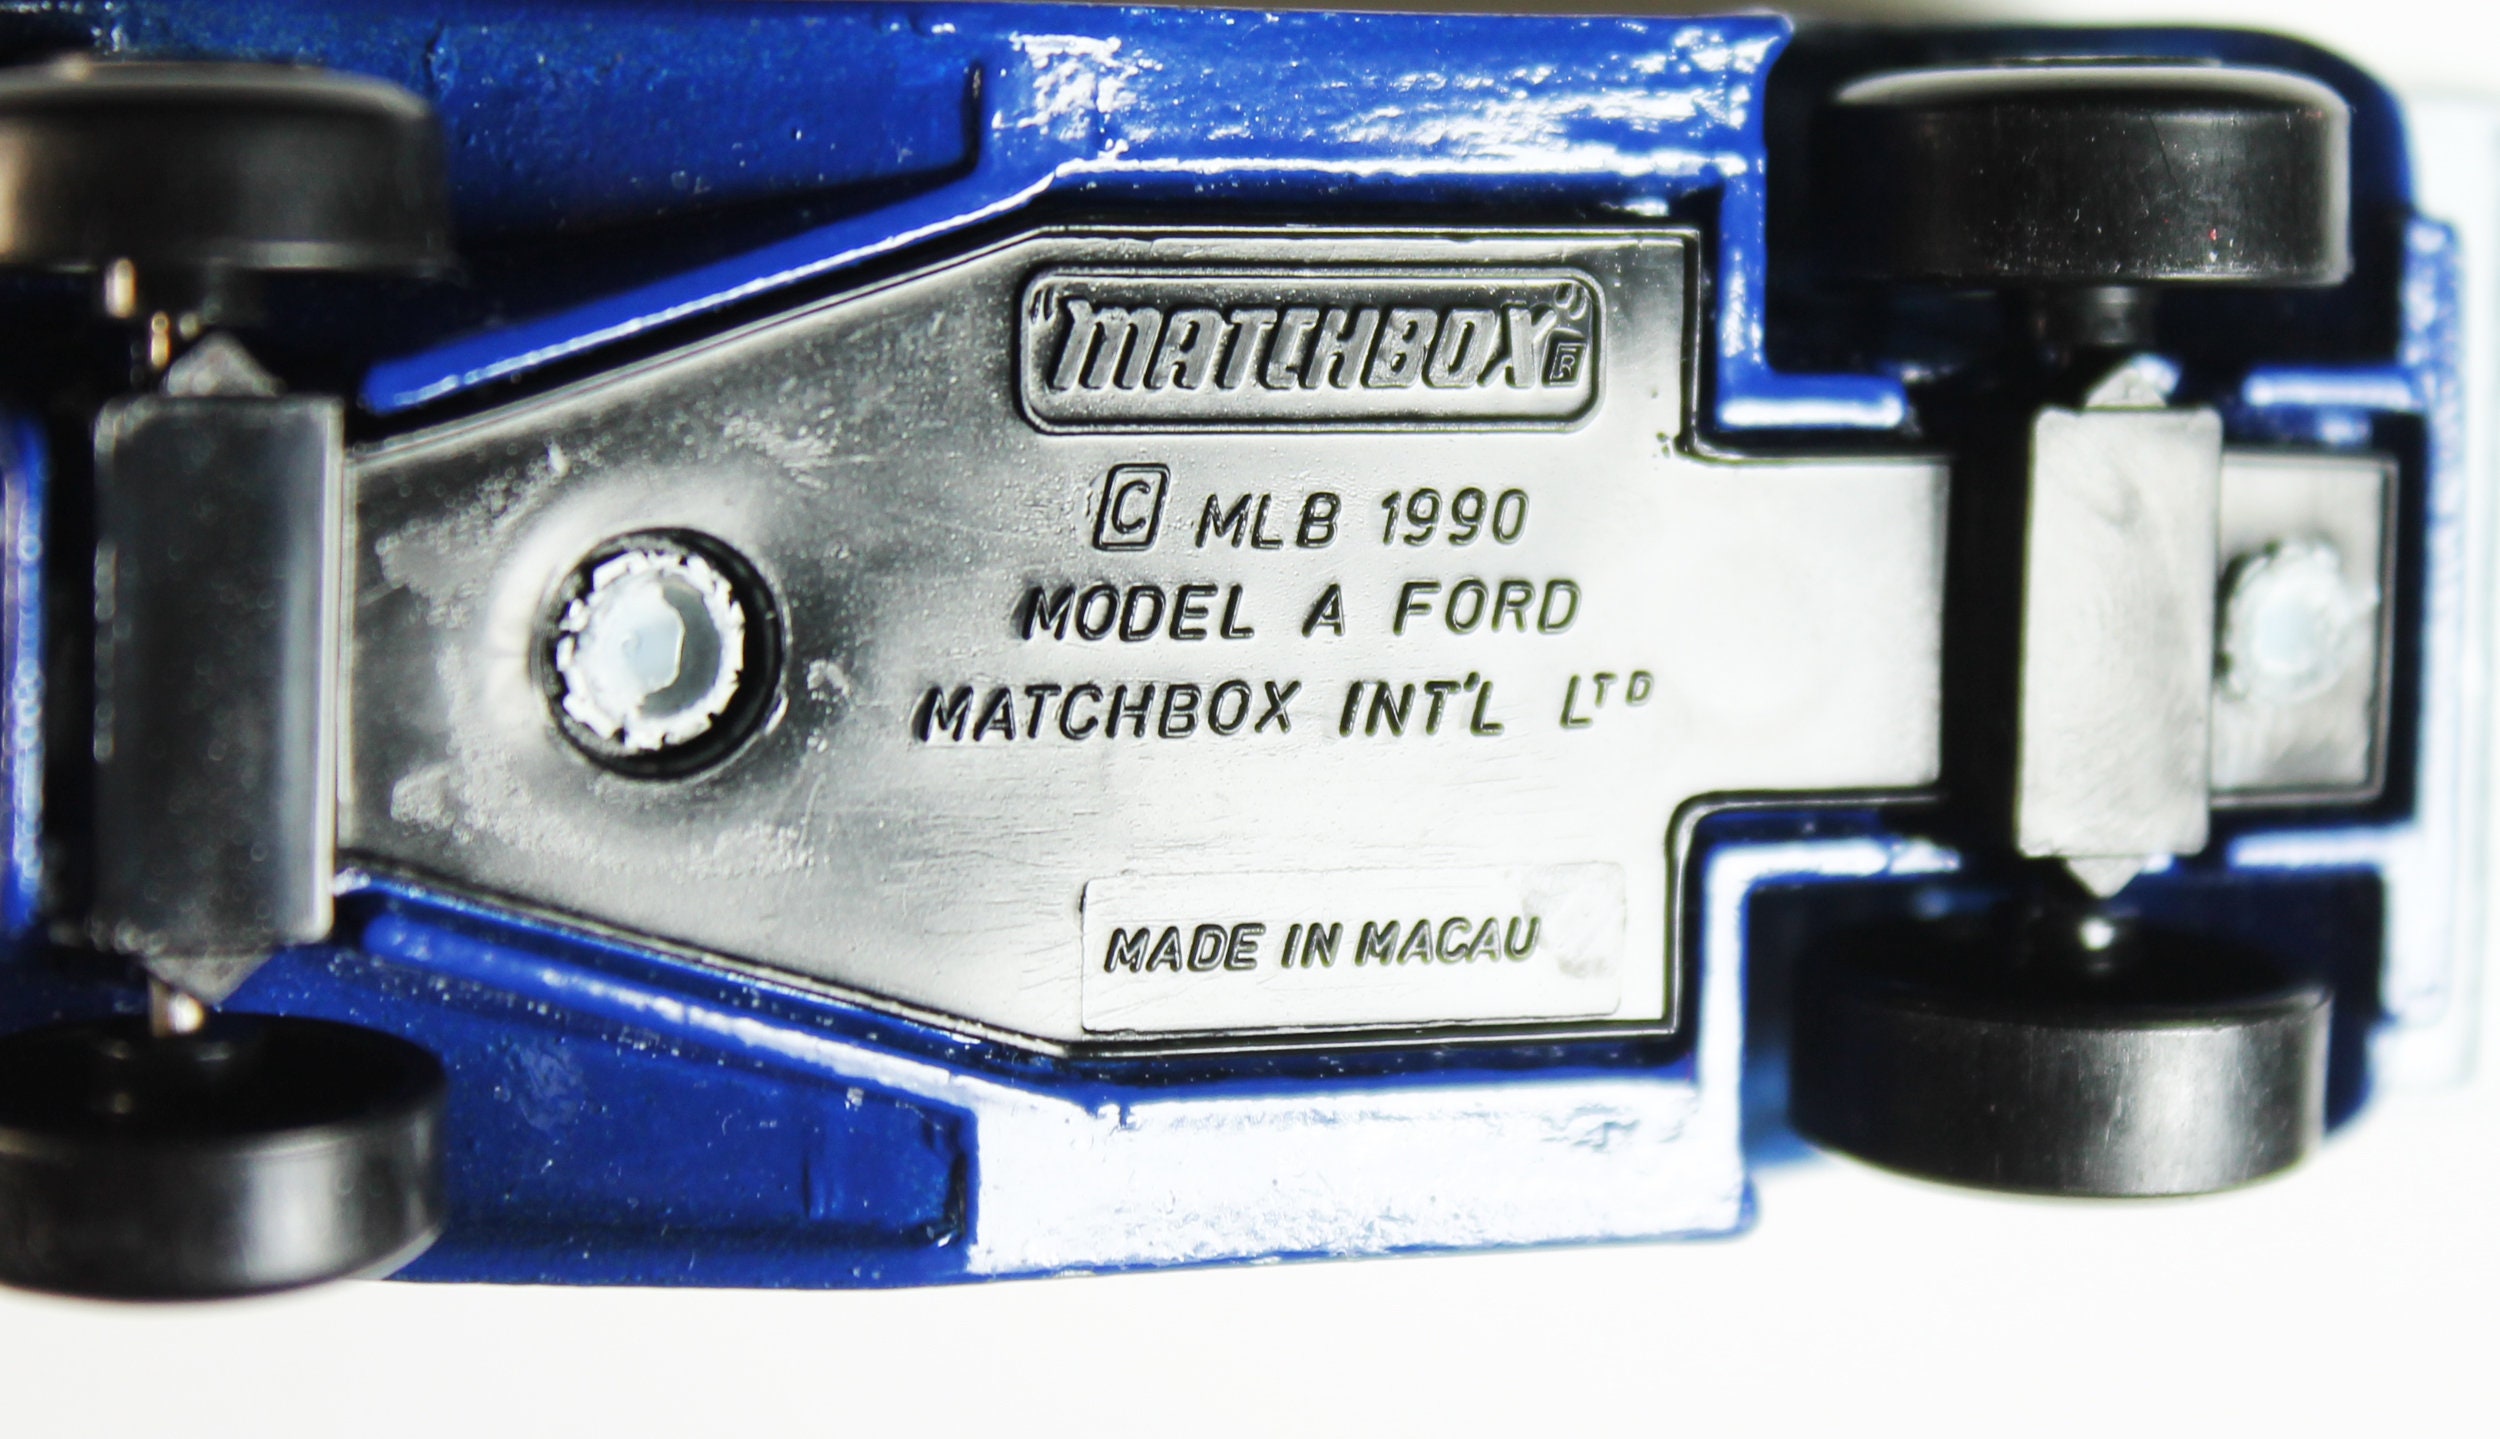 "MATCHBOX" ®
© MLB 1990
MODEL A FORD
MATCHBOX INT'L LTD
MADE IN MACAU